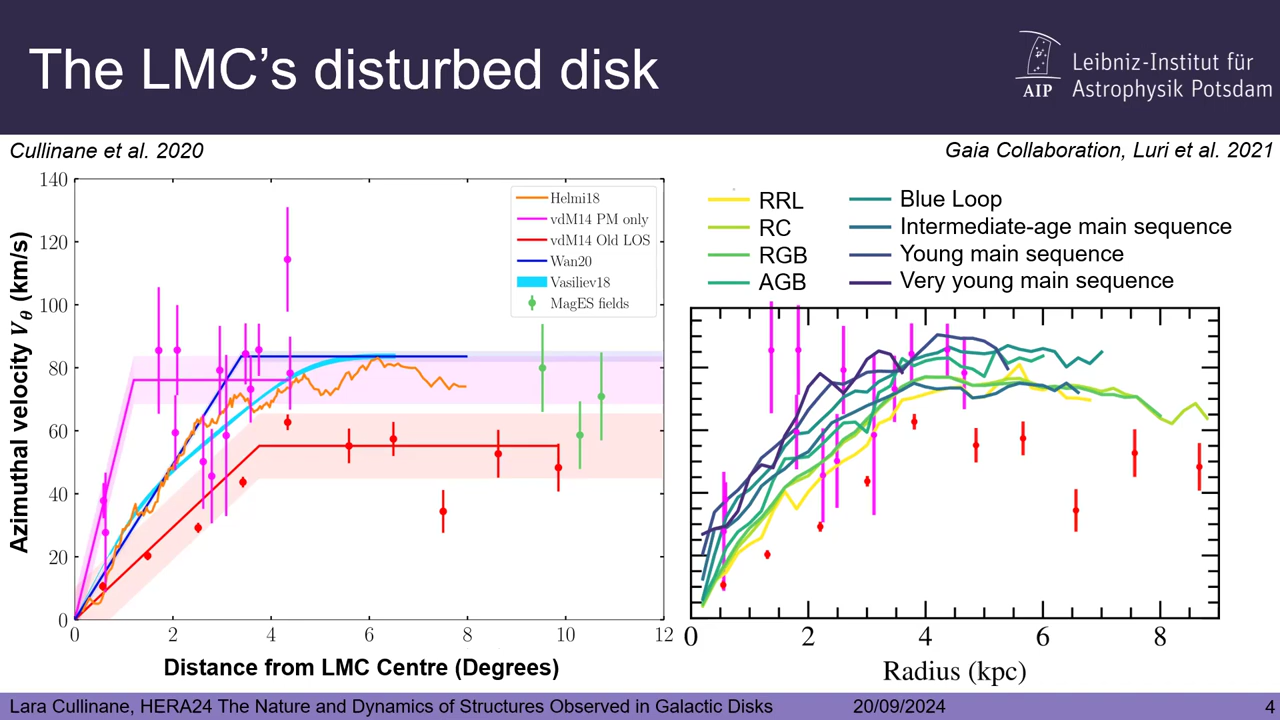 The LMC’s disturbed disk
AIP
Leibniz-Institut für
Astrophysik Potsdam
Cullinane et al. 2020
Gaia Collaboration, Luri et al. 2021
140
120
100
80
60
40
20
0
Azimuthal velocity Vθ (km/s)
Helmi18
vdM14 PM only
vdM14 Old LOS
Wan20
Vasiliev18
MagES fields
0 2 4 6 8 10 12
Distance from LMC Centre (Degrees)
RRL
RC
RGB
AGB
Blue Loop
Intermediate-age main sequence
Young main sequence
Very young main sequence
0 2 4 6 8
Radius (kpc)
Lara Cullinane, HERA24 The Nature and Dynamics of Structures Observed in Galactic Disks 20/09/2024 4